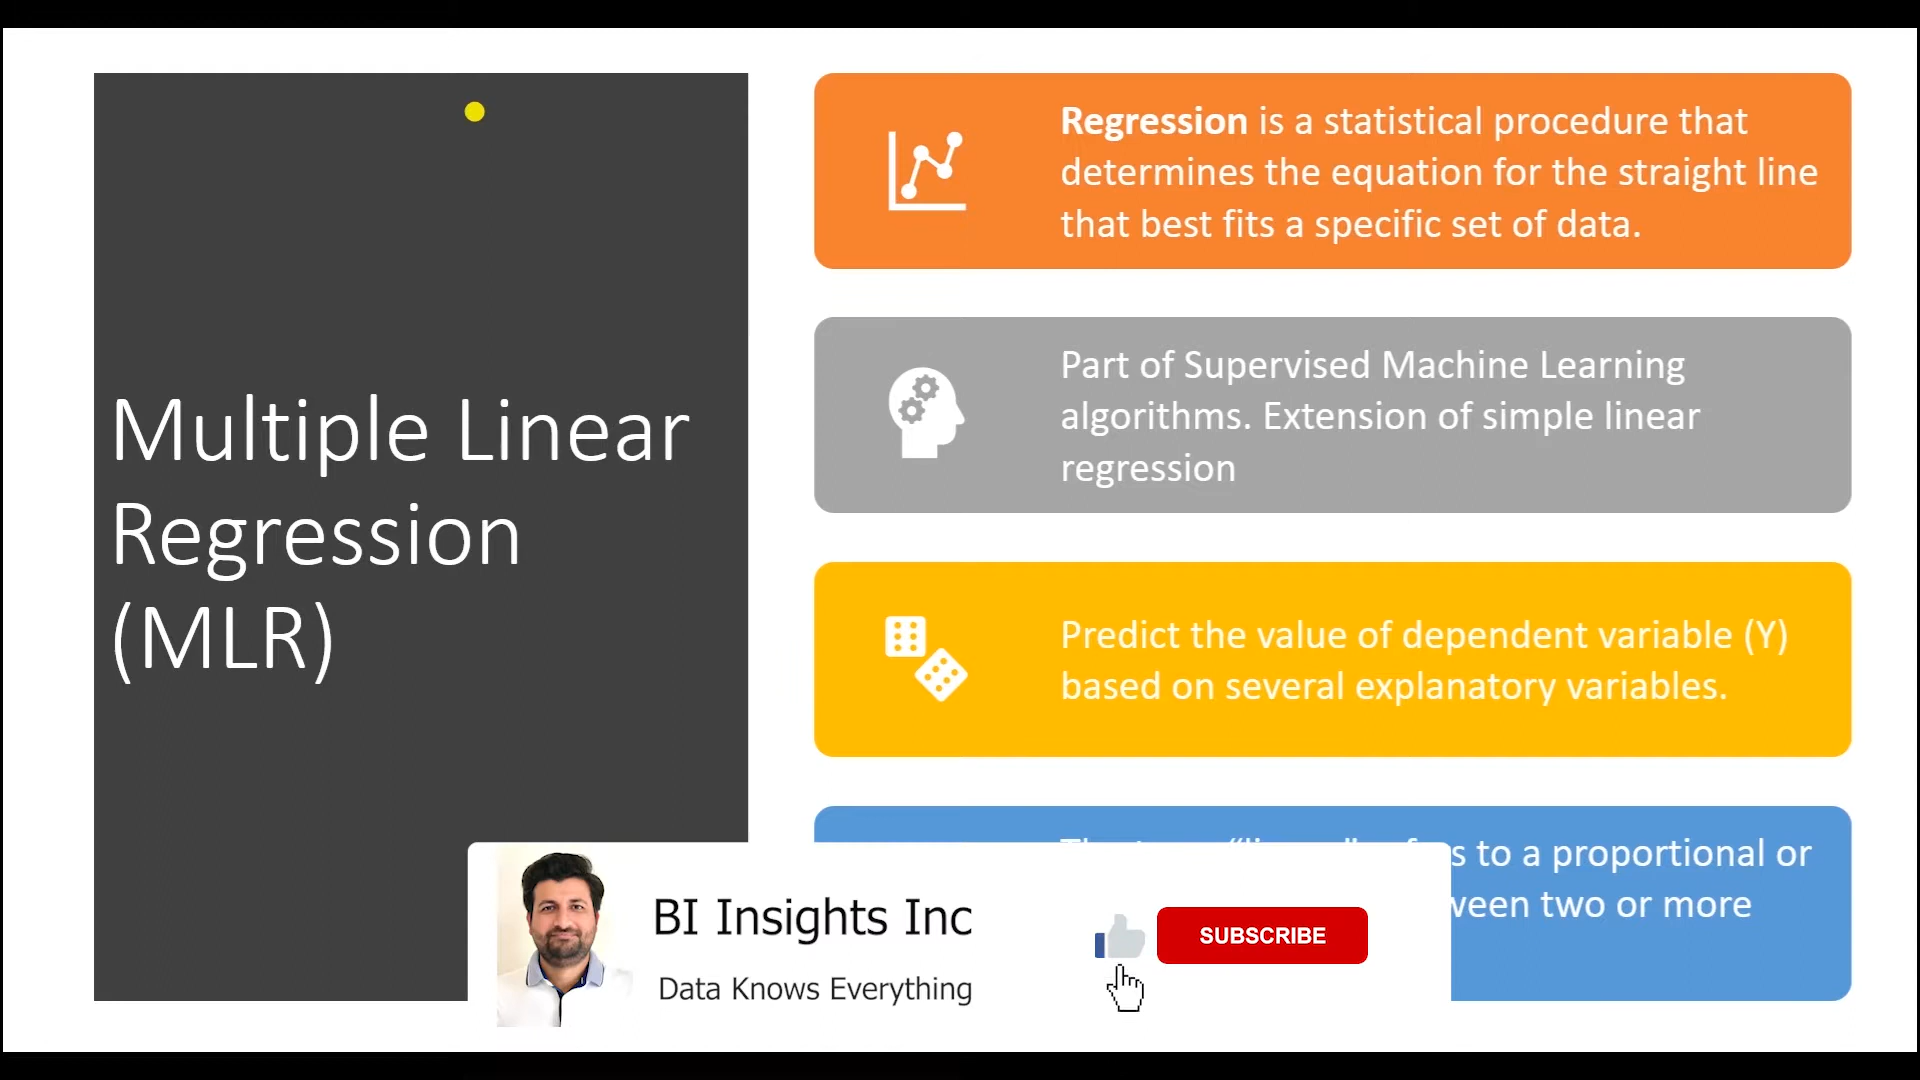 Multiple Linear
Regression
(MLR)
Regression is a statistical procedure that
determines the equation for the straight line
that best fits a specific set of data.
Part of Supervised Machine Learning
algorithms. Extension of simple linear
regression
Predict the value of dependent variable (Y)
based on several explanatory variables.
to a proportional or
two or more
BI Insights Inc
Data Knows Everything
SUBSCRIBE